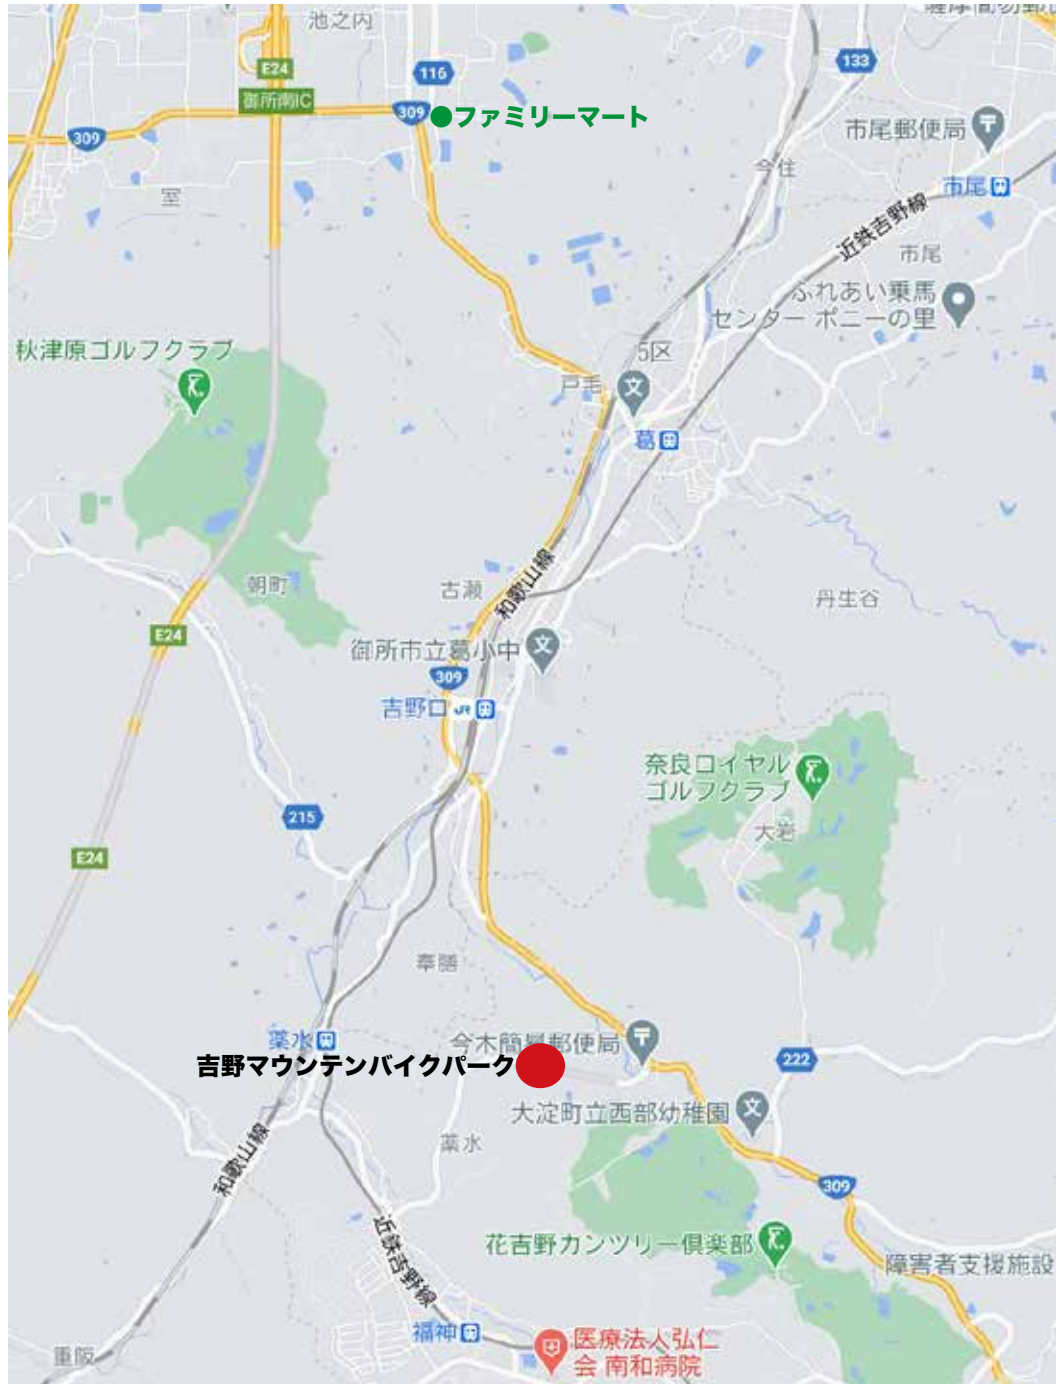 池之内
133
E24
116
御所南IC
309
ファミリーマート
309
市尾郵便局
今住
市尾
室
近鉄吉野線
市尾
ふれあい乗馬
センター ポニーの里
秋津原ゴルフクラブ
5区
戸毛
葛
朝町
古瀬
和歌山線
丹生谷
E24
御所市立葛小中
309
吉野口
JR
奈良ロイヤル
ゴルフクラブ
215
大岩
E24
奉膳
薬水
今木簡易郵便局
吉野マウンテンバイクパーク
222
大淀町立西部幼稚園
薬水
和歌山線
309
近鉄吉野線
花吉野カンツリー倶楽部
障害者支援施設
福神
医療法人弘仁
会 南和病院
重阪